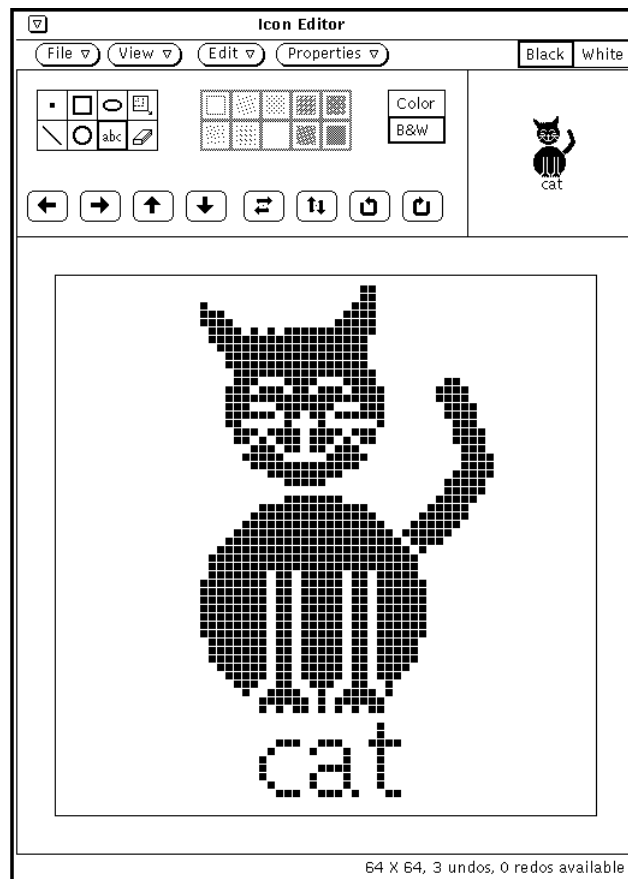 Icon Editor
File View Edit Properties Black White
Color
abc B&W
cat
cat
64 X 64, 3 undos, 0 redos available